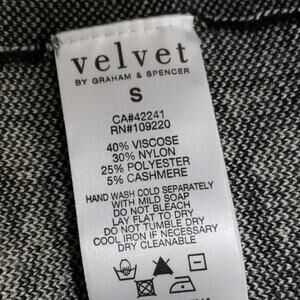 velvet
BY GRAHAM & SPENCER
S
CA#42241
RN#109220
40% VISCOSE
30% NYLON
25% POLYESTER
5% CASHMERE
HAND WASH COLD SEPARATELY
WITH MILD SOAP
DO NOT BLEACH
LAY FLAT TO DRY
DO NOT TUMBLE DRY
COOL IRON IF NECESSARY
DRY CLEANABLE